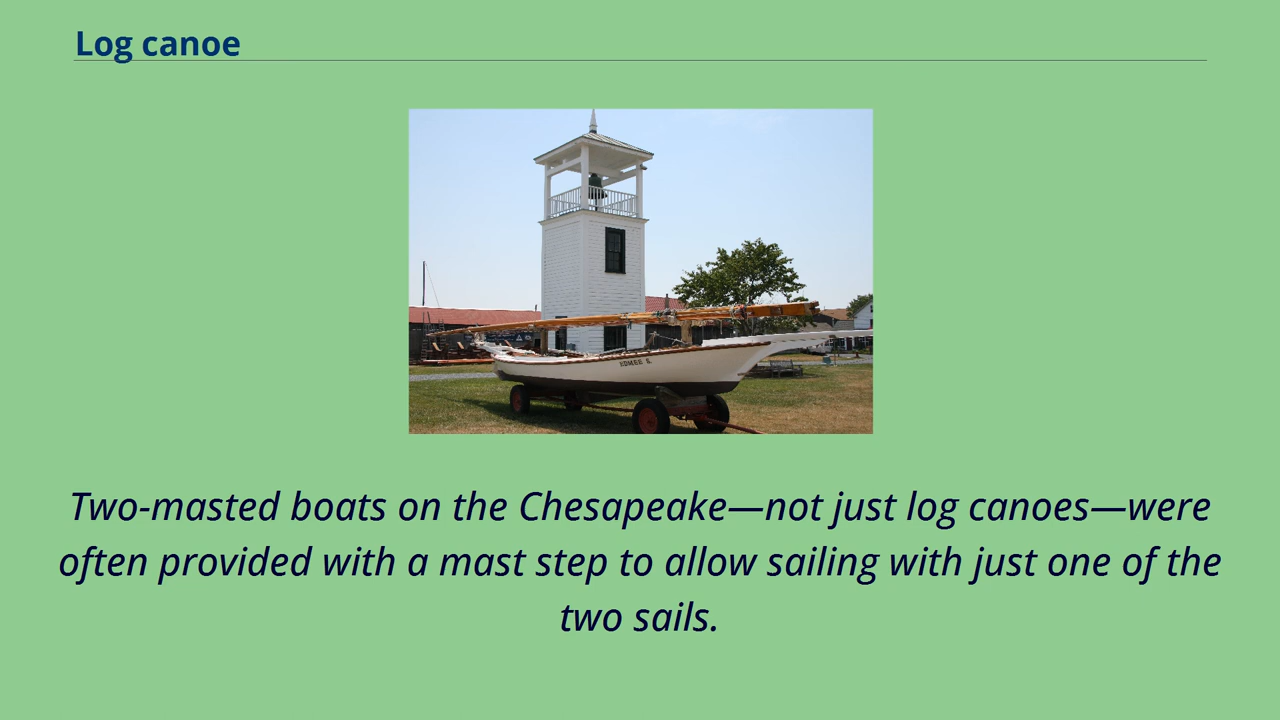 Log canoe
Two-masted boats on the Chesapeake—not just log canoes—were
often provided with a mast step to allow sailing with just one of the
two sails.